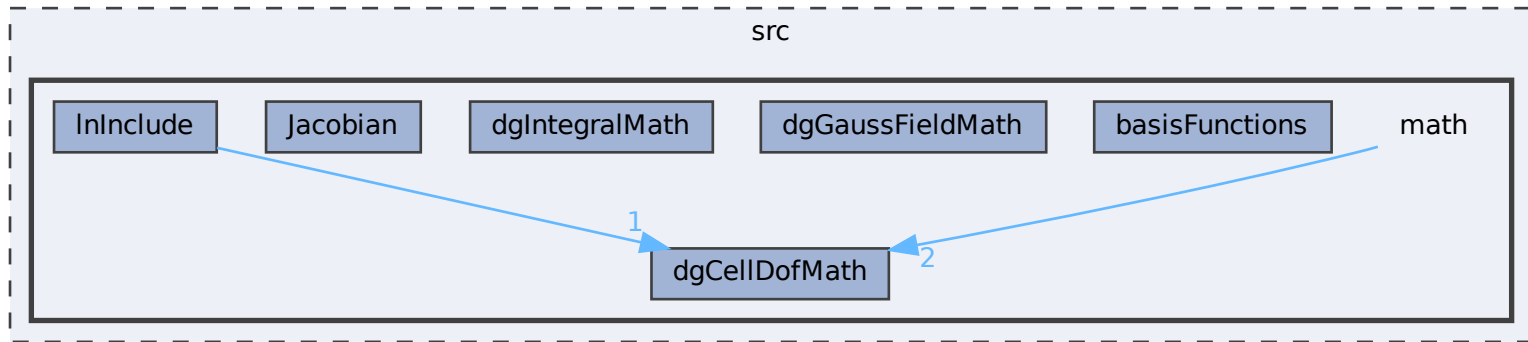 src
lnInclude
Jacobian
dgIntegralMath
dgGaussFieldMath
basisFunctions
math
1
2
dgCellDofMath